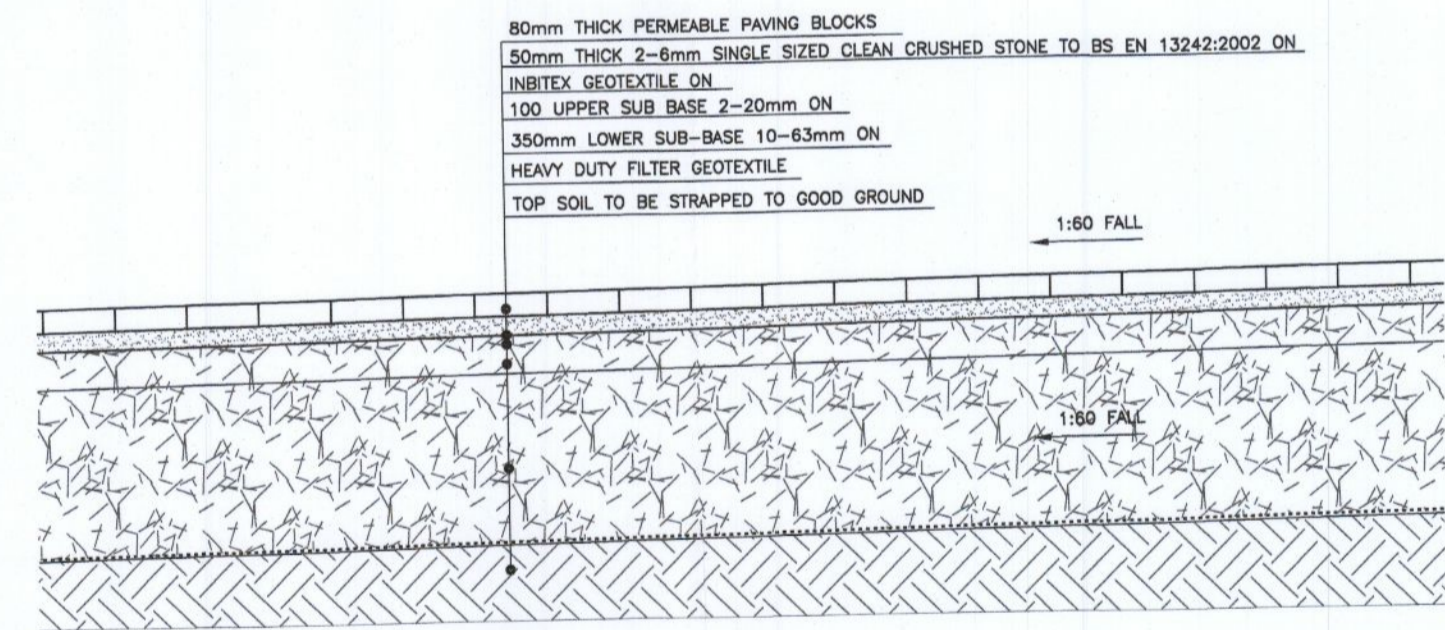 80mm THICK PERMEABLE PAVING BLOCKS
50mm THICK 2-6mm SINGLE SIZED CLEAN CRUSHED STONE TO BS EN 13242:2002 ON
INBITEX GEOTEXTILE ON
100 UPPER SUB BASE 2-20mm ON
350mm LOWER SUB-BASE 10-63mm ON
HEAVY DUTY FILTER GEOTEXTILE
TOP SOIL TO BE STRAPPED TO GOOD GROUND
1:60 FALL
1:60 FALL